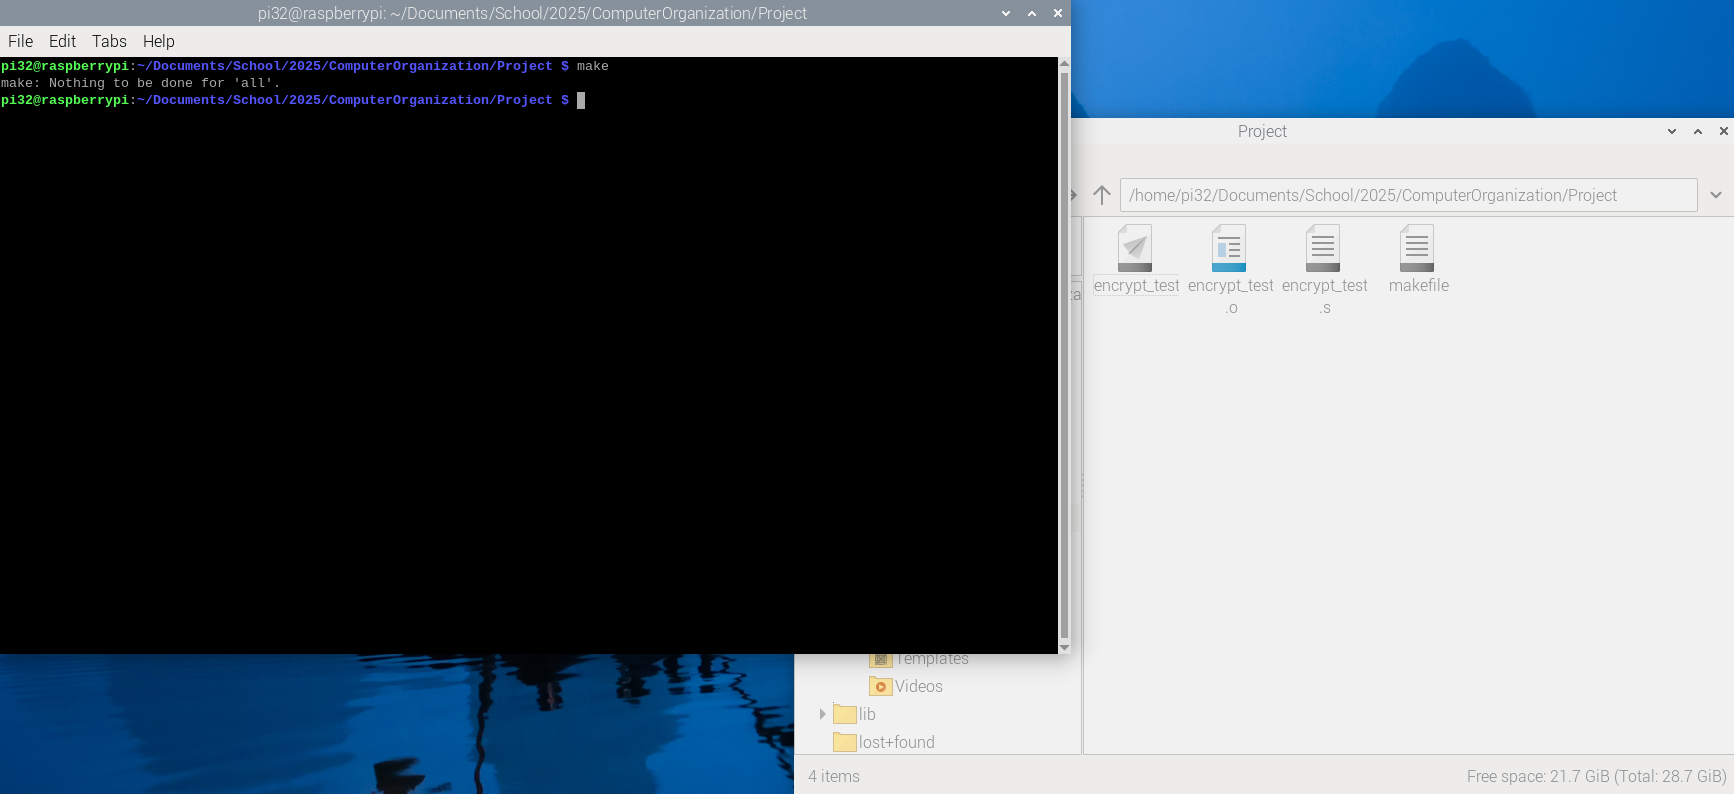 pi32@raspberrypi: ~/Documents/School/2025/ComputerOrganization/Project
File Edit Tabs Help
pi32@raspberrypi:~/Documents/School/2025/ComputerOrganization/Project $ make
make: Nothing to be done for 'all'.
pi32@raspberrypi:~/Documents/School/2025/ComputerOrganization/Project $
Project
/home/pi32/Documents/School/2025/ComputerOrganization/Project
encrypt_test
encrypt_test
.o
encrypt_test
.s
makefile
Templates
Videos
lib
lost+found
4 items
Free space: 21.7 GiB (Total: 28.7 GiB)